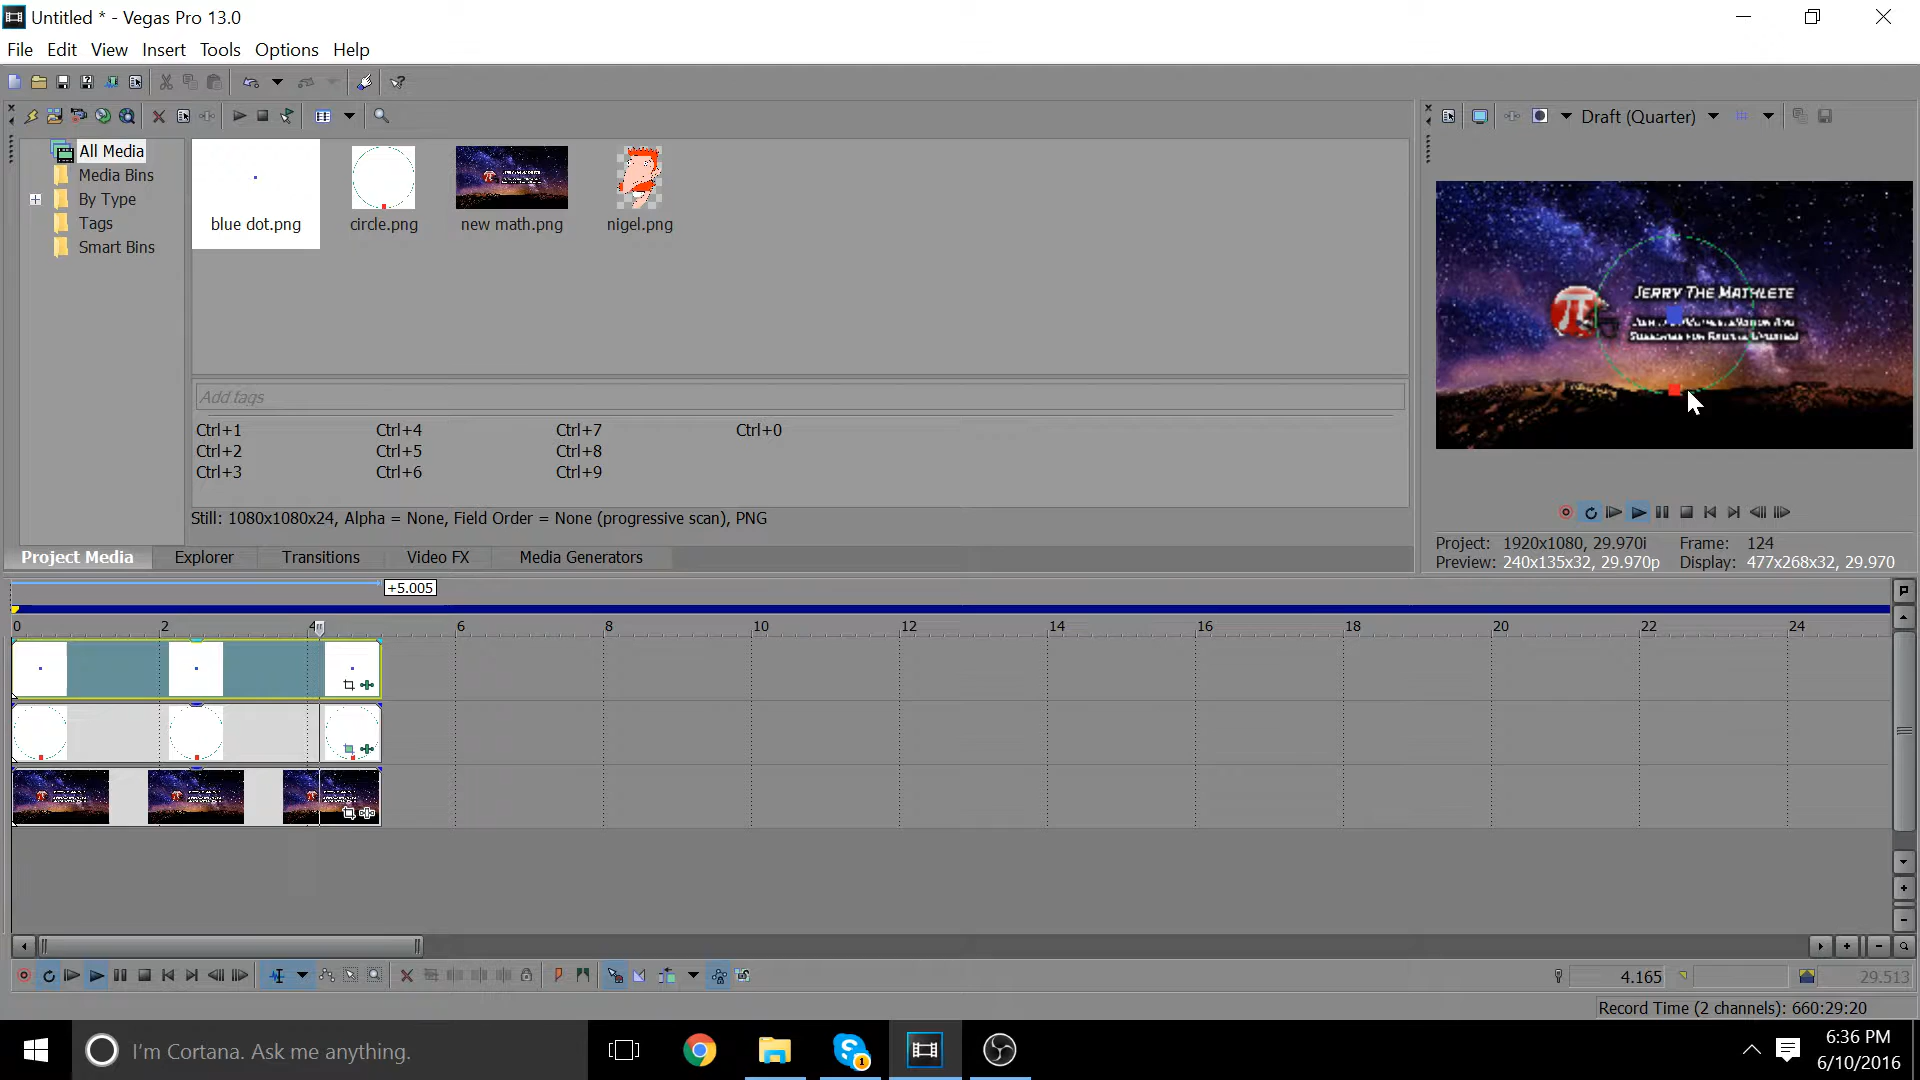 Untitled * - Vegas Pro 13.0
File Edit View Insert Tools Options Help
Draft (Quarter)
All Media
Media Bins
By Type
Tags
Smart Bins
blue dot.png
circle.png
new math.png
nigel.png
Add tags
Ctrl+1 Ctrl+4 Ctrl+7 Ctrl+0
Ctrl+2 Ctrl+5 Ctrl+8
Ctrl+3 Ctrl+6 Ctrl+9
Still: 1080x1080x24, Alpha = None, Field Order = None (progressive scan), PNG
Project Media Explorer Transitions Video FX Media Generators
JERRY THE MATHLETE
Project: 1920x1080, 29.970i Frame: 124
Preview: 240x135x32, 29.970p Display: 477x268x32, 29.970
+5.005
0 2 4 6 8 10 12 14 16 18 20 22 24
4.165
29.513
Record Time (2 channels): 660:29:20
I'm Cortana. Ask me anything.
1
6:36 PM
6/10/2016